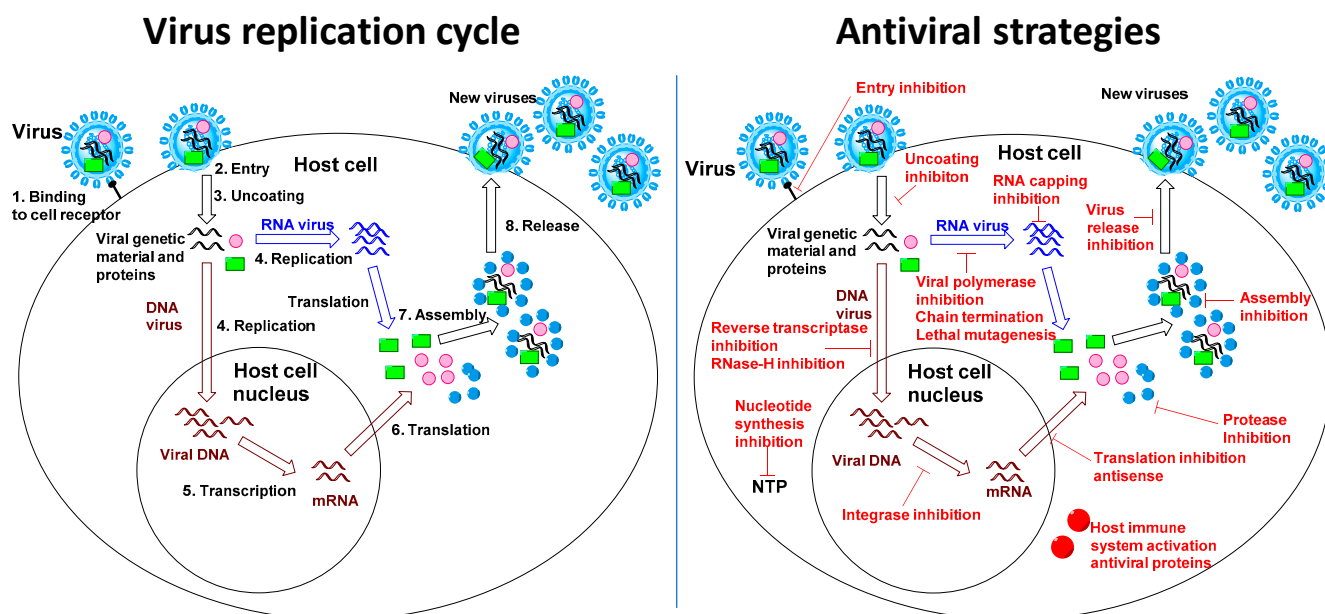 Virus replication cycle
Virus
New viruses
Host cell
1. Binding
to cell receptor
2. Entry
3. Uncoating
Viral genetic
material and
proteins
RNA virus
4. Replication
8. Release
DNA
virus
4. Replication
Translation
7. Assembly
Host cell
nucleus
Viral DNA
5. Transcription
mRNA
6. Translation
Antiviral strategies
Entry inhibition
New viruses
Virus
Host cell
Uncoating
inhibiton
RNA capping
inhibition
Virus
release
inhibition
Viral genetic
material and
proteins
RNA virus
DNA
virus
Viral polymerase
inhibition
Chain termination
Lethal mutagenesis
Assembly
inhibition
Reverse transcriptase
inhibition
RNase-H inhibition
Host cell
nucleus
Nucleotide
synthesis
inhibition
NTP
Viral DNA
mRNA
Integrase inhibition
Protease
Inhibition
Translation inhibition
antisense
Host immune
system activation
antiviral proteins